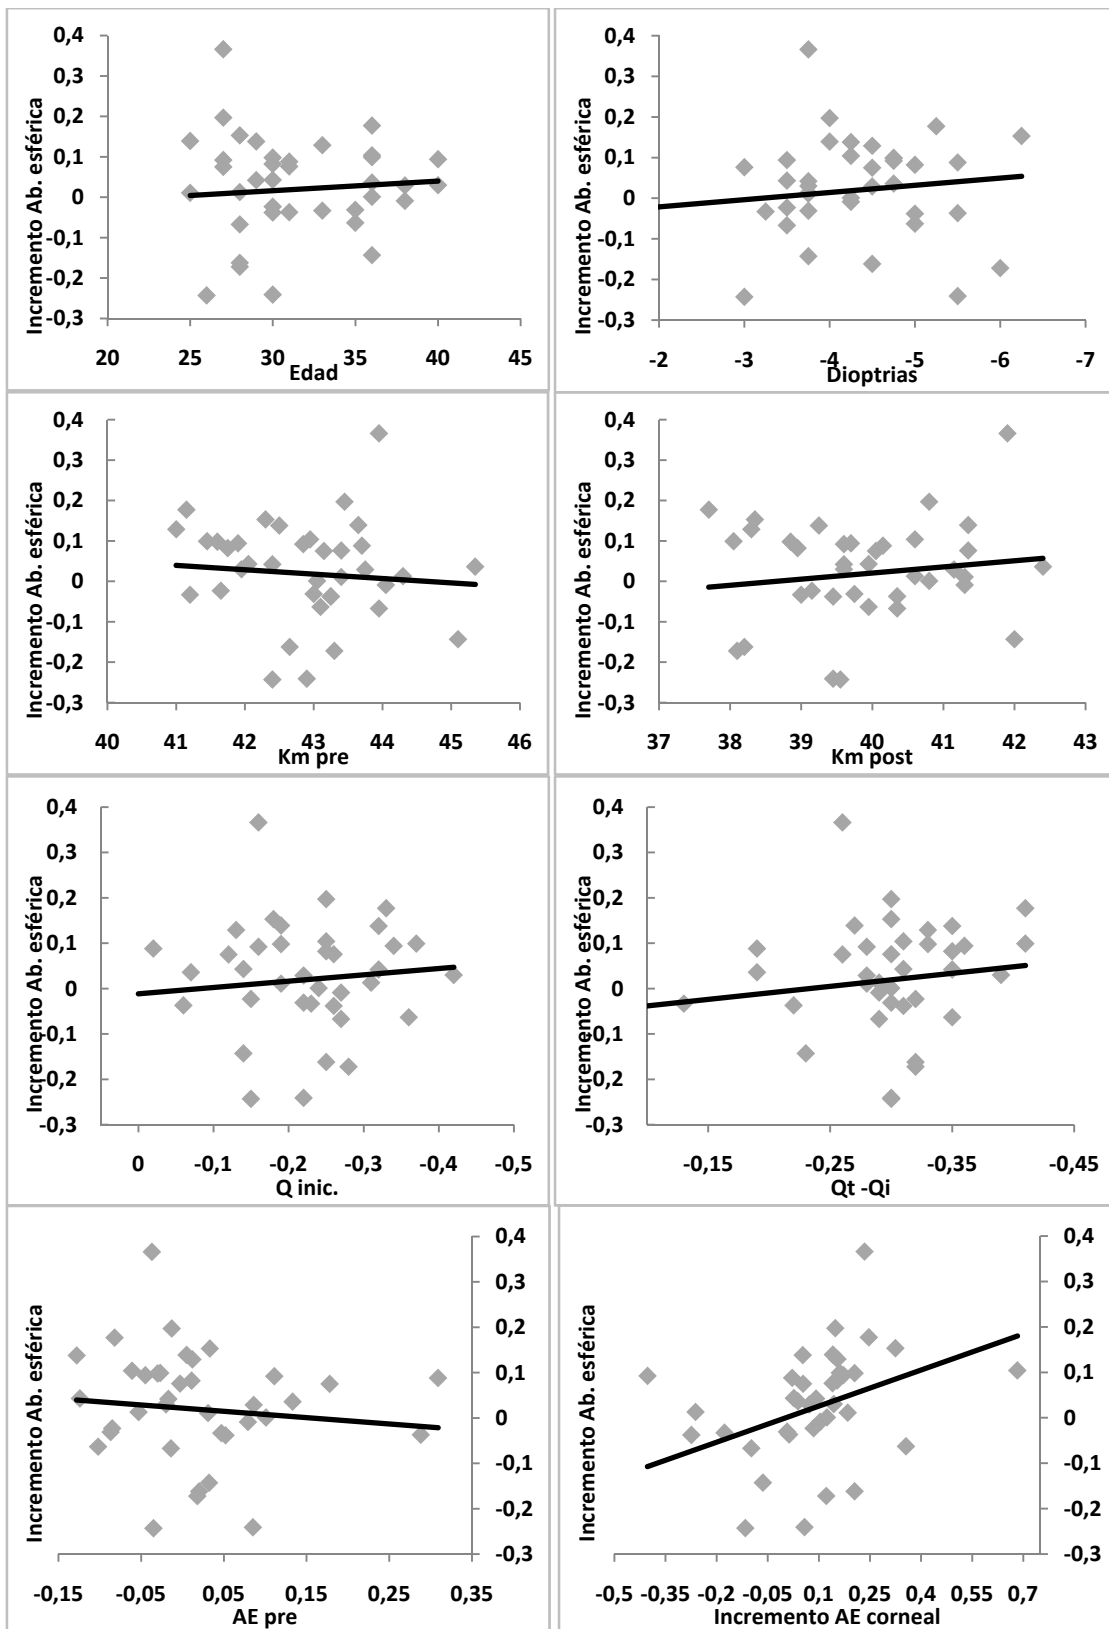 0,4
0,3
0,2
0,1
0
-0,1
-0,2
-0,3
Incremento Ab. esférica
20 25 30 35 40 45
Edad
0,4
0,3
0,2
0,1
0
-0,1
-0,2
-0,3
Incremento Ab. esférica
-2 -3 -4 -5 -6 -7
Dioptrias
0,4
0,3
0,2
0,1
0
-0,1
-0,2
-0,3
Incremento Ab. esférica
40 41 42 43 44 45 46
Km pre
0,4
0,3
0,2
0,1
0
-0,1
-0,2
-0,3
Incremento Ab. esférica
37 38 39 40 41 42 43
Km post
0,4
0,3
0,2
0,1
0
-0,1
-0,2
-0,3
Incremento Ab. esférica
0 -0,1 -0,2 -0,3 -0,4 -0,5
Q inic.
0,4
0,3
0,2
0,1
0
-0,1
-0,2
-0,3
Incremento Ab. esférica
-0,15 -0,25 -0,35 -0,45
Qt -Qi
0,4
0,3
0,2
0,1
0
-0,1
-0,2
-0,3
Incremento Ab. esférica
-0,15 -0,05 0,05 0,15 0,25 0,35
AE pre
0,4
0,3
0,2
0,1
0
-0,1
-0,2
-0,3
Incremento Ab. esférica
-0,5 -0,35 -0,2 -0,05 0,1 0,25 0,4 0,55 0,7
Incremento AE corneal